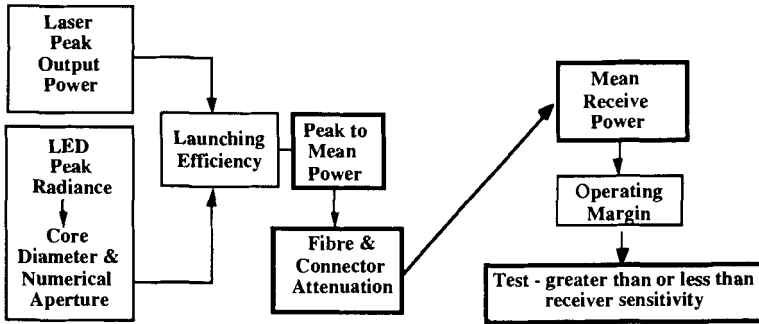 Laser
Peak
Output
Power
LED
Peak
Radiance
Core
Diameter &
Numerical
Aperture
Launching
Efficiency
Peak to
Mean
Power
Fibre &
Connector
Attenuation
Mean
Receive
Power
Operating
Margin
Test - greater than or less than
receiver sensitivity